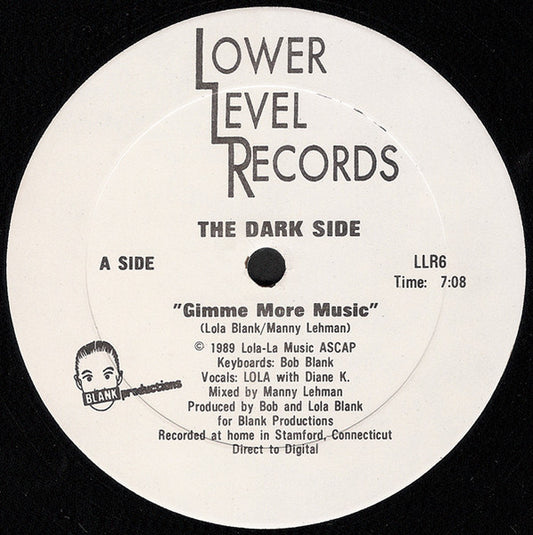 LOWER
LEVEL
RECORDS
THE DARK SIDE
A SIDE
LLR6
Time: 7:08
"Gimme More Music"
(Lola Blank/Manny Lehman)
© 1989 Lola-La Music ASCAP
Keyboards: Bob Blank
Vocals: LOLA with Diane K.
Mixed by Manny Lehman
Produced by Bob and Lola Blank
for Blank Productions
Recorded at home in Stamford, Connecticut
Direct to Digital
BLANK productions